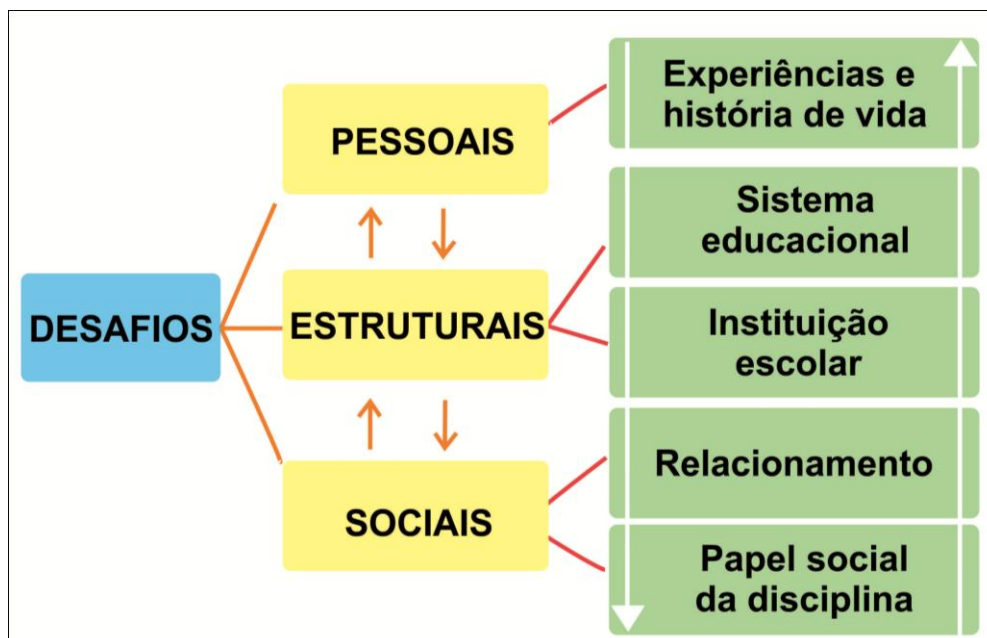 DESAFIOS
PESSOAIS
ESTRUTURAIS
SOCIAIS
Experiências e
história de vida
Sistema
educacional
Instituição
escolar
Relacionamento
Papel social
da disciplina